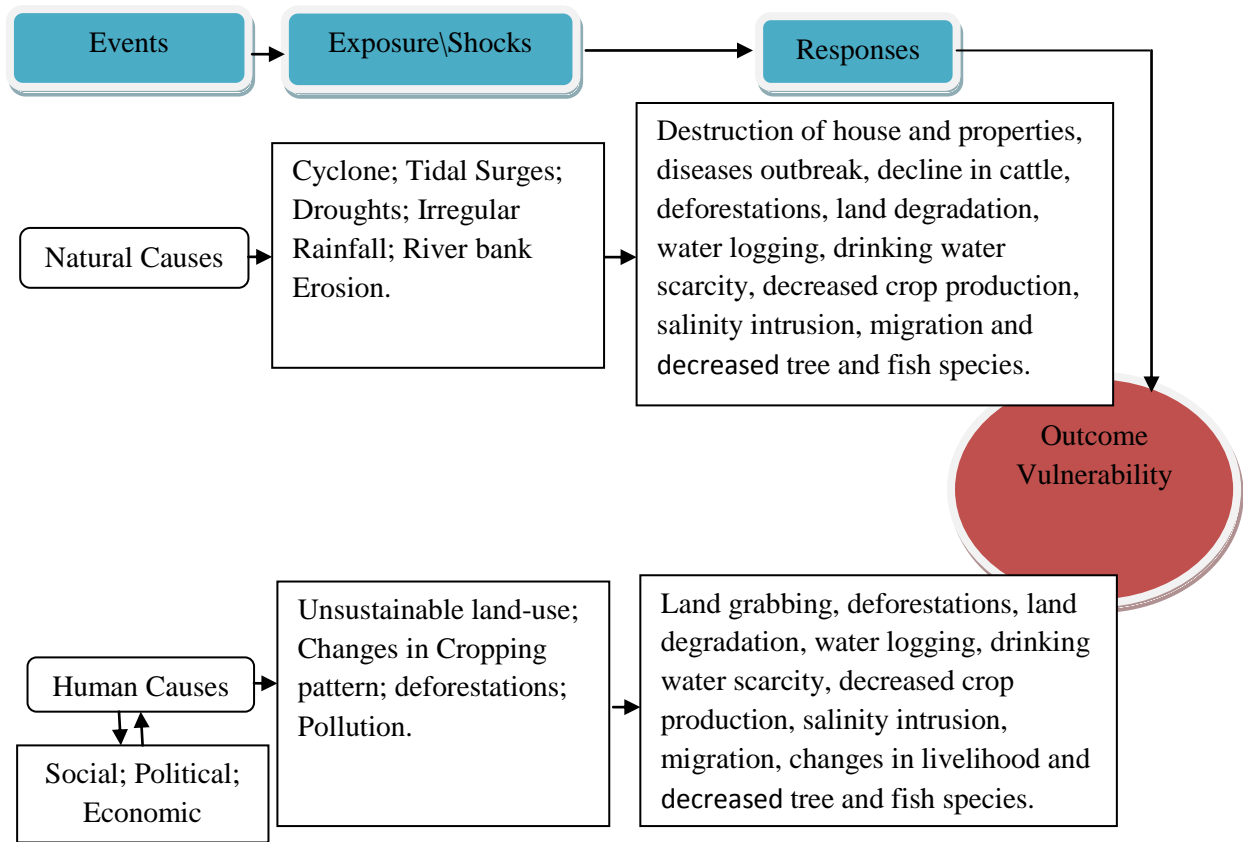 Events
Exposure\Shocks
Responses
Natural Causes
Cyclone; Tidal Surges;
Droughts; Irregular
Rainfall; River bank
Erosion.
Destruction of house and properties,
diseases outbreak, decline in cattle,
deforestations, land degradation,
water logging, drinking water
scarcity, decreased crop production,
salinity intrusion, migration and
decreased tree and fish species.
Outcome
Vulnerability
Human Causes
Social; Political;
Economic
Unsustainable land-use;
Changes in Cropping
pattern; deforestations;
Pollution.
Land grabbing, deforestations, land
degradation, water logging, drinking
water scarcity, decreased crop
production, salinity intrusion,
migration, changes in livelihood and
decreased tree and fish species.